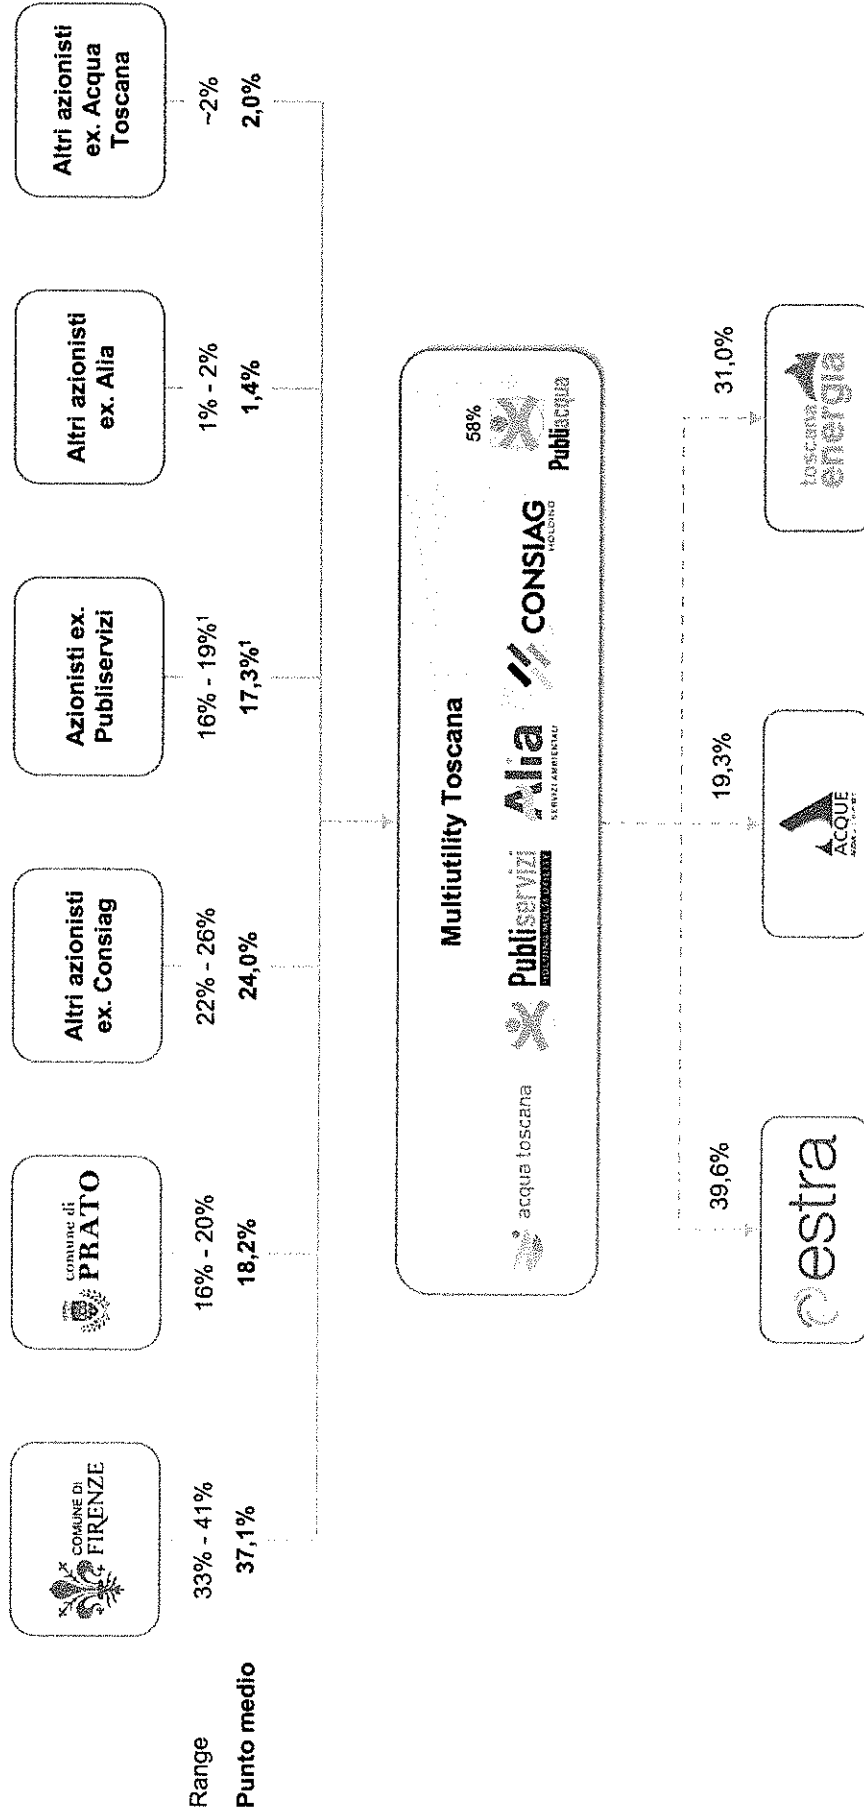 COMUNE DI
FIRENZE
comune di
PRATO
Altri azionisti
ex. Consiag
Azionisti ex.
Publiservizi
Altri azionisti
ex. Alia
Altri azionisti
ex. Acqua
Toscana
Range
33% - 41%
16% - 20%
22% - 26%
16% - 19%¹
1% - 2%
~2%
Punto medio
37,1%
18,2%
24,0%
17,3%¹
1,4%
2,0%
Multiutility Toscana
acqua toscana
Publiservizi
Alia
SERVIZI AMBIENTALI
CONSIAG
HOLDING
58%
Publiacqua
39,6%
19,3%
31,0%
estra
ACQUE
toscana
energia